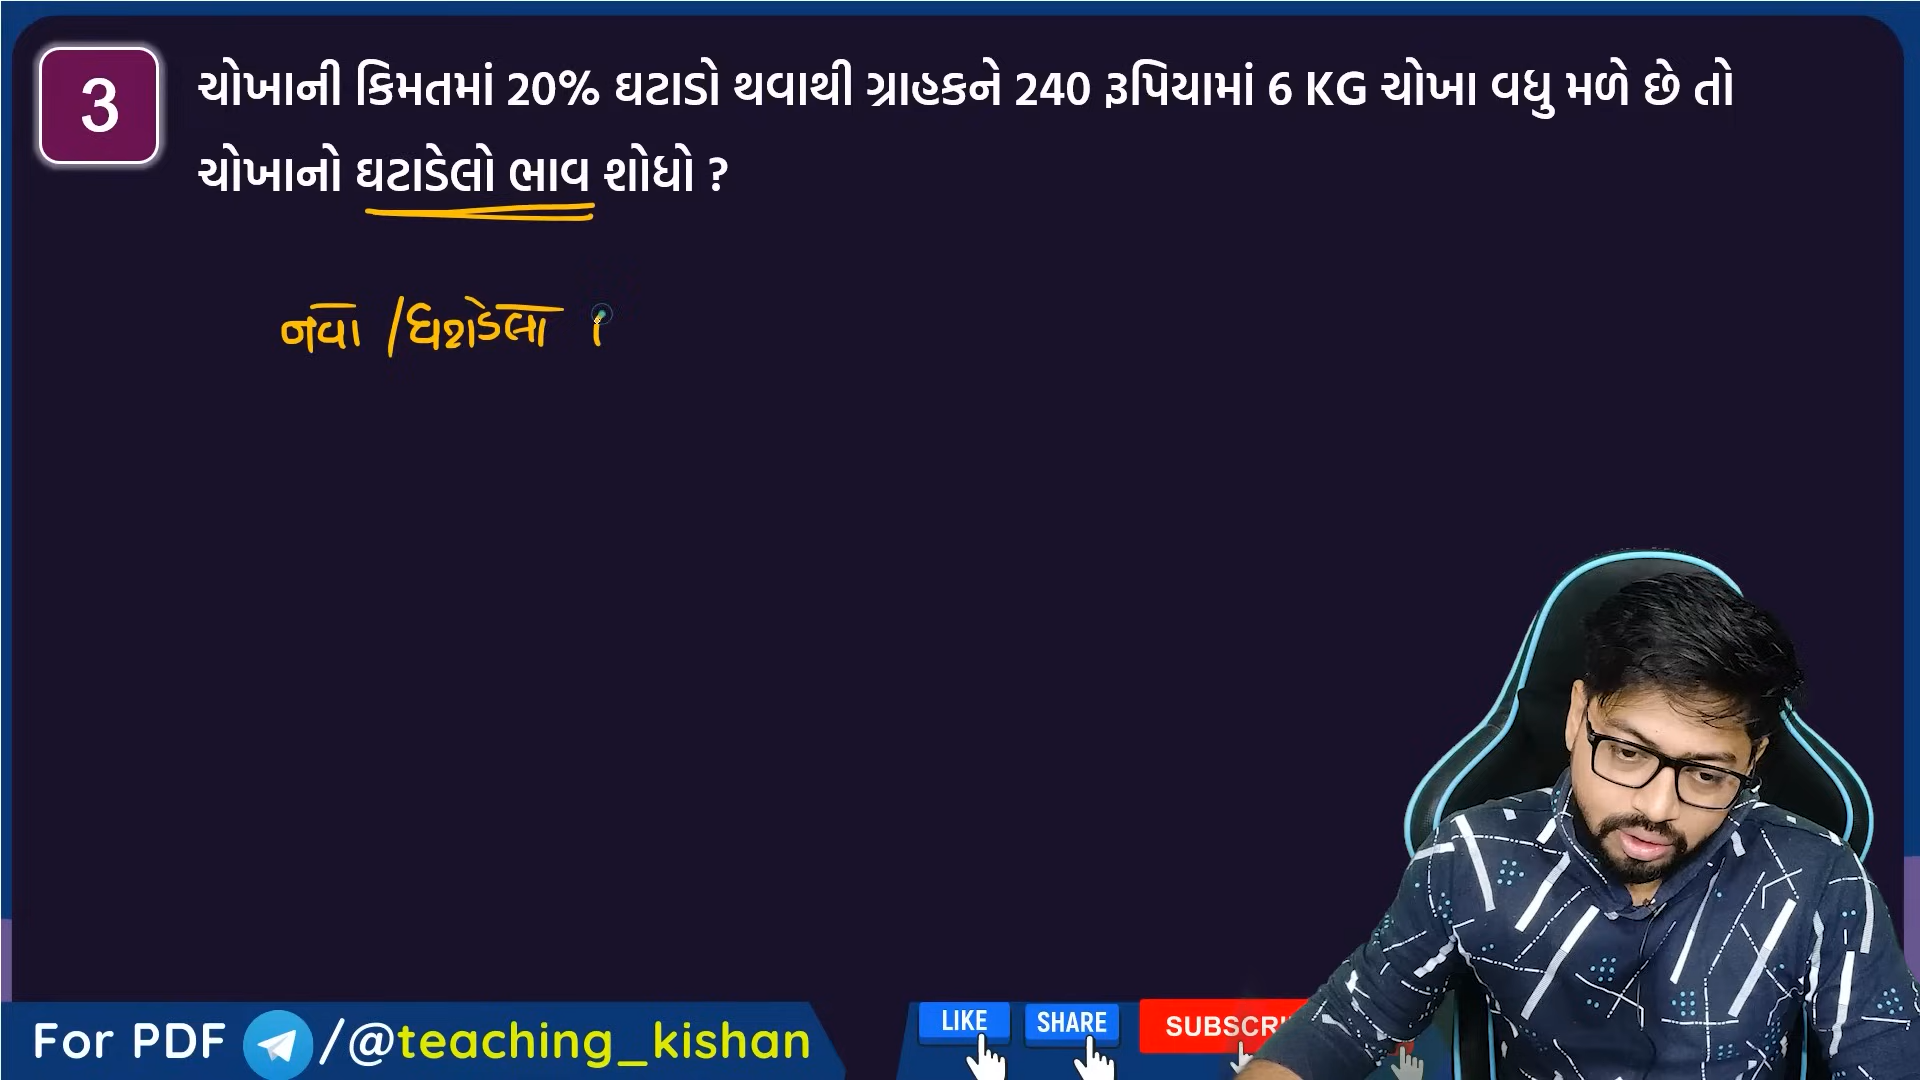 3
ચોખાની કિમતમાં 20% ઘટાડો થવાથી ગ્રાહકને 240 રૂપિયામાં 6 KG ચોખા વધુ મળે છે તો
ચોખાનો ઘટાડેલો ભાવ શોધો ?
નવા / ઘટાડેલા
For PDF /@teaching_kishan
LIKE
SHARE